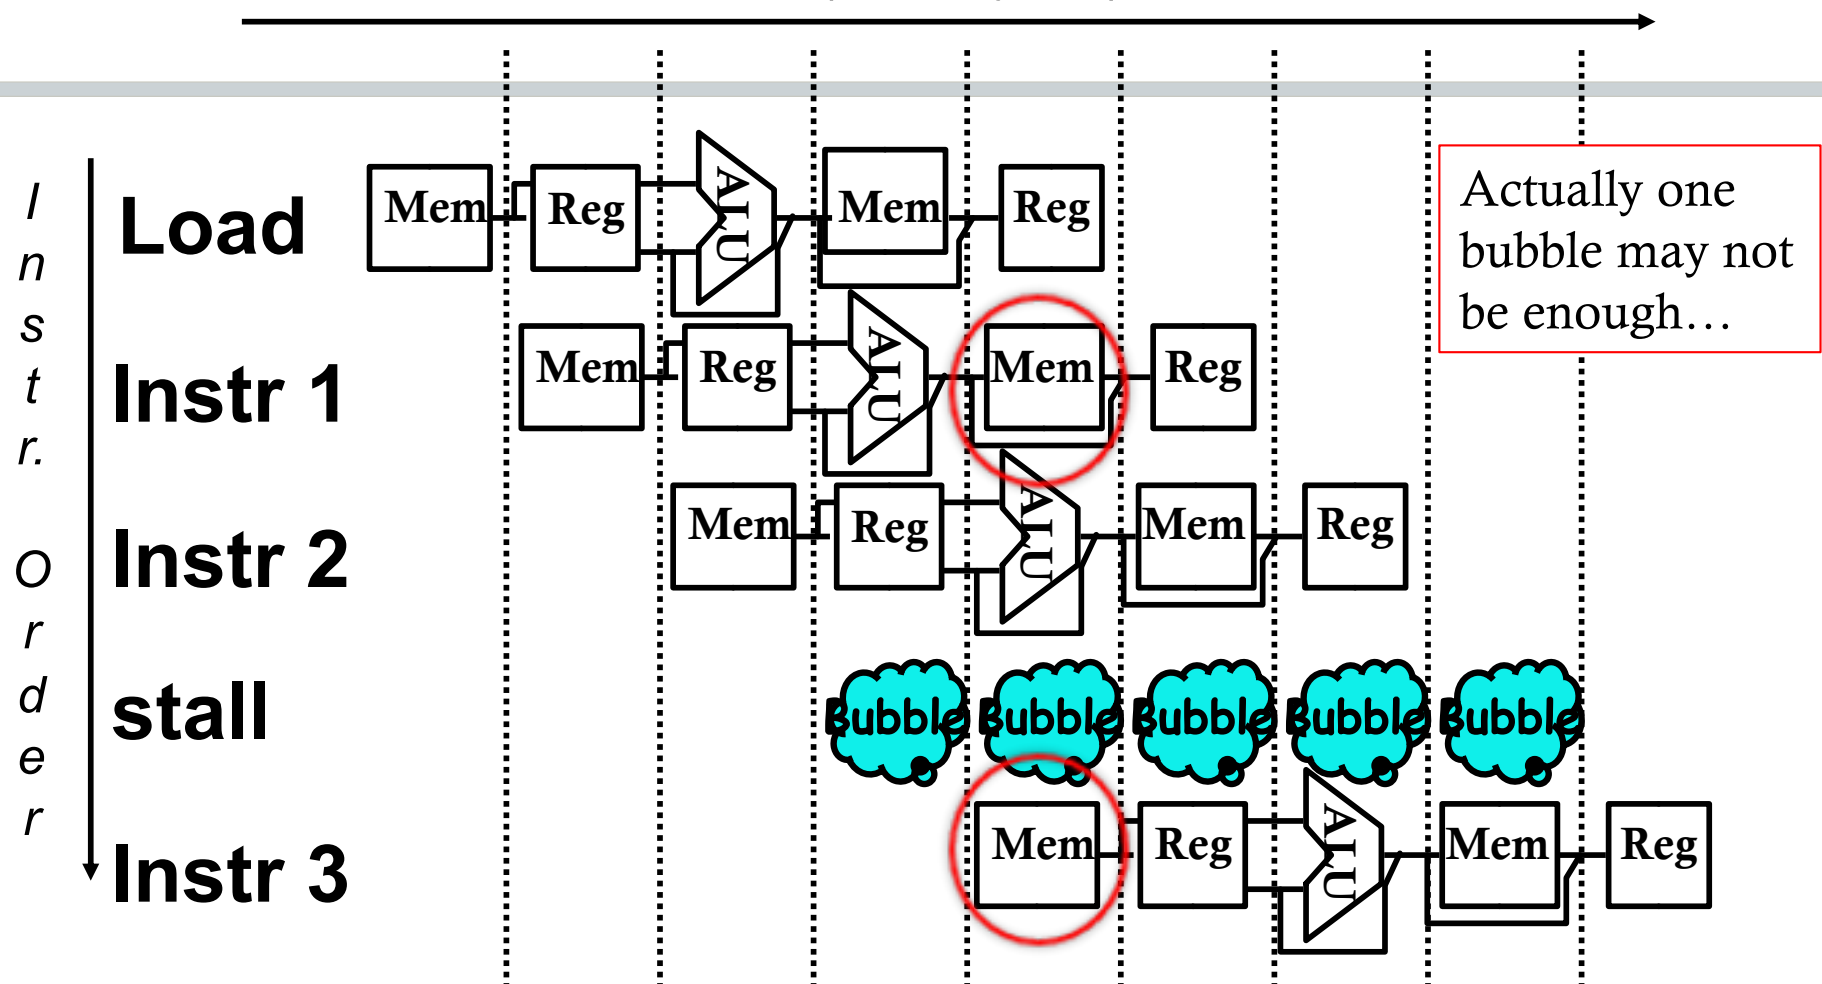 Instr. Order
Load
Mem Reg ALU Mem Reg
Actually one
bubble may not
be enough…
Instr 1
Mem Reg ALU Mem Reg
Instr 2
Mem Reg ALU Mem Reg
stall
Bubble Bubble Bubble Bubble Bubble
Instr 3
Mem Reg ALU Mem Reg